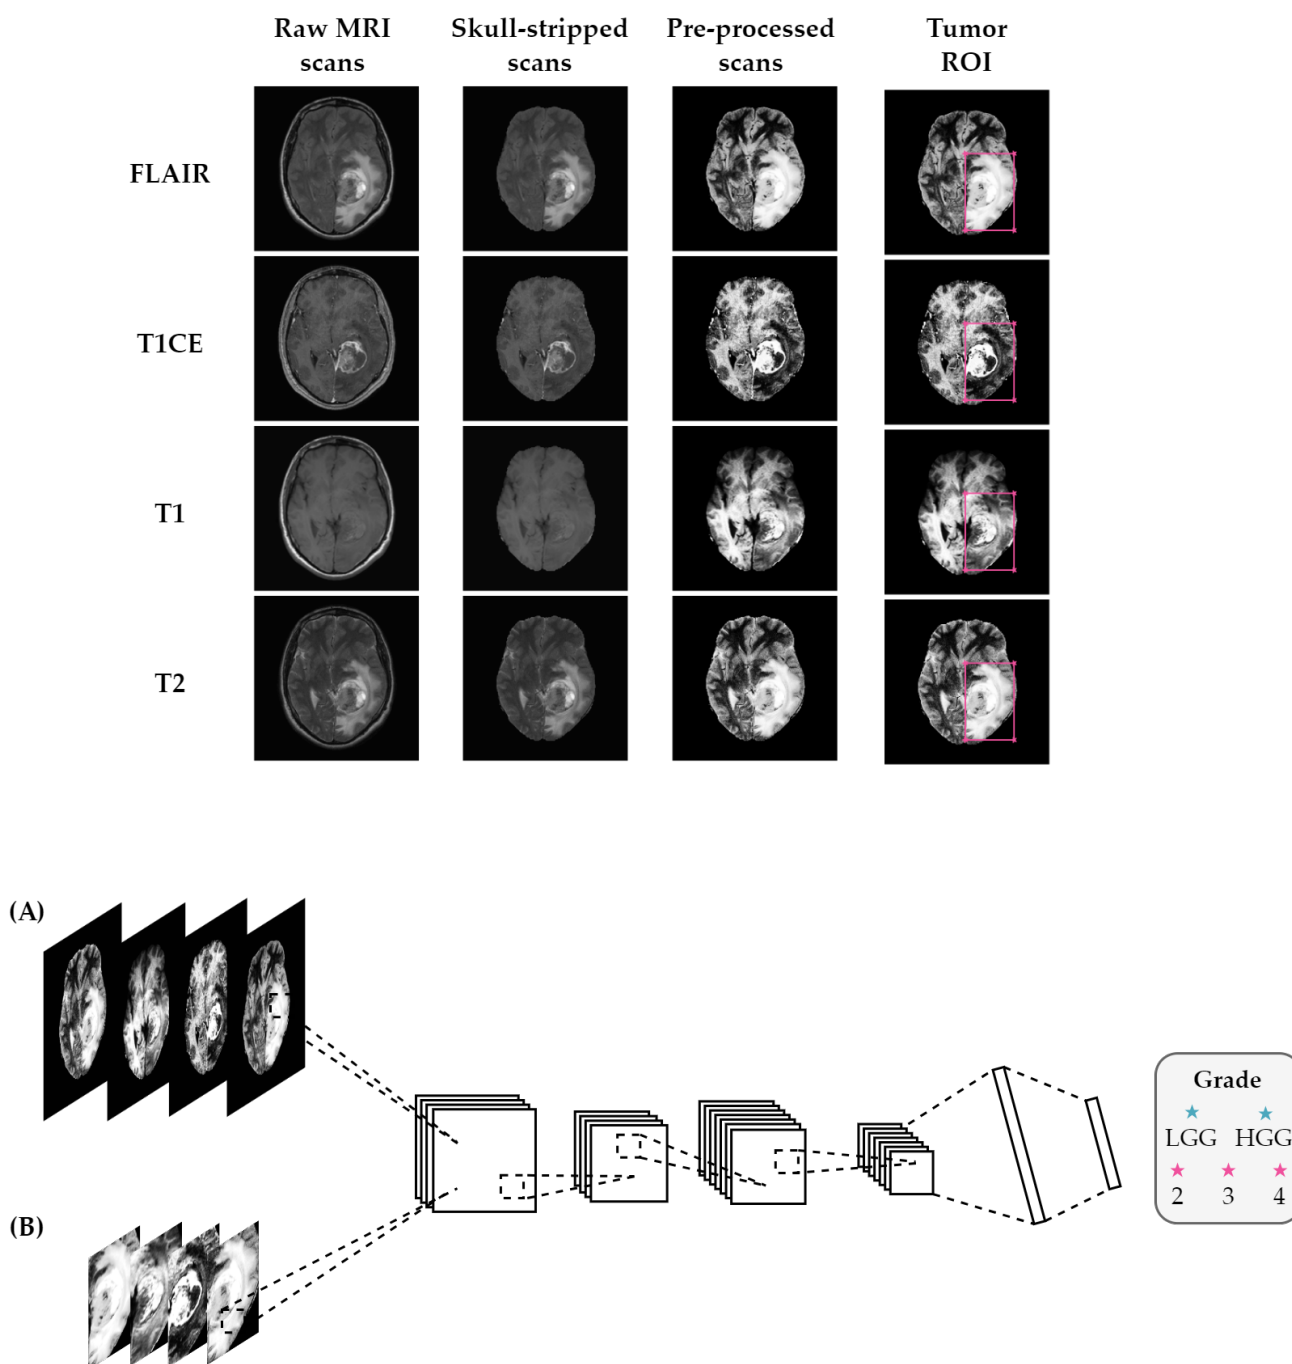 Raw MRI scans
Skull-stripped scans
Pre-processed scans
Tumor ROI
FLAIR
T1CE
T1
T2
(A)
(B)
Grade
LGG HGG
2 3 4